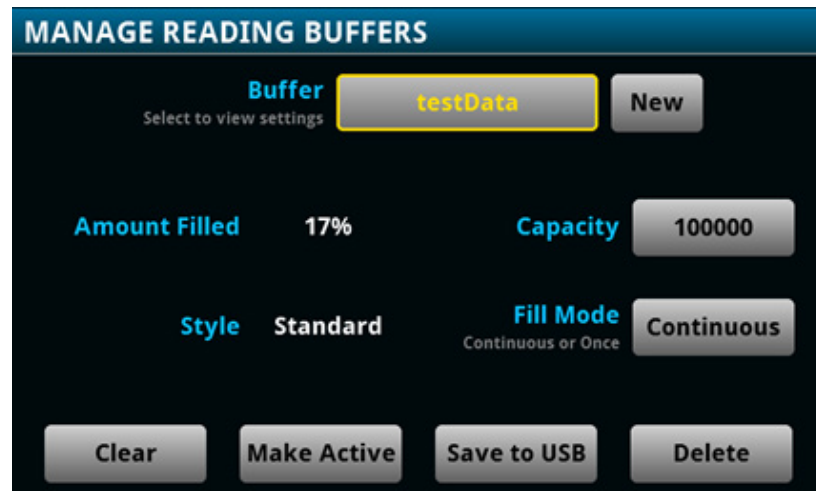 MANAGE READING BUFFERS
Buffer
Select to view settings
testData
New
Amount Filled
17%
Capacity
100000
Style
Standard
Fill Mode
Continuous or Once
Continuous
Clear
Make Active
Save to USB
Delete